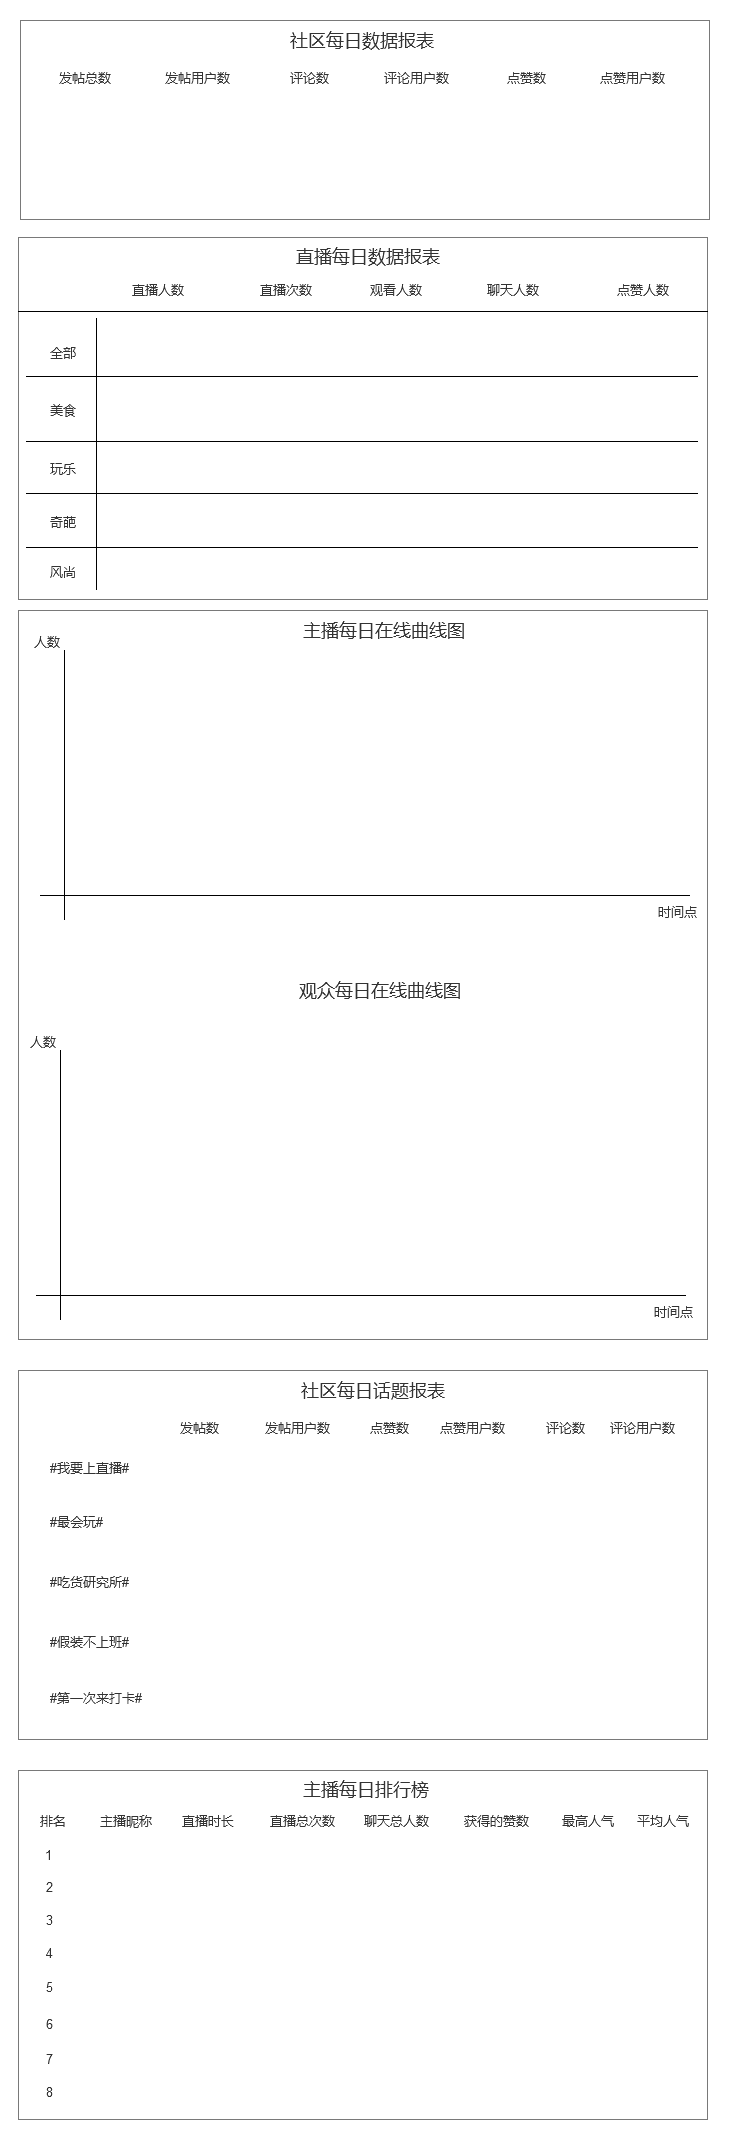 社区每日数据报表
发帖总数 发帖用户数 评论数 评论用户数 点赞数 点赞用户数
直播每日数据报表
直播人数 直播次数 观看人数 聊天人数 点赞人数
全部
美食
玩乐
奇葩
风尚
主播每日在线曲线图
人数
时间点
观众每日在线曲线图
人数
时间点
社区每日话题报表
发帖数 发帖用户数 点赞数 点赞用户数 评论数 评论用户数
#我要上直播#
#最会玩#
#吃货研究所#
#假装不上班#
#第一次来打卡#
主播每日排行榜
排名 主播昵称 直播时长 直播总次数 聊天总人数 获得的赞数 最高人气 平均人气
1
2
3
4
5
6
7
8